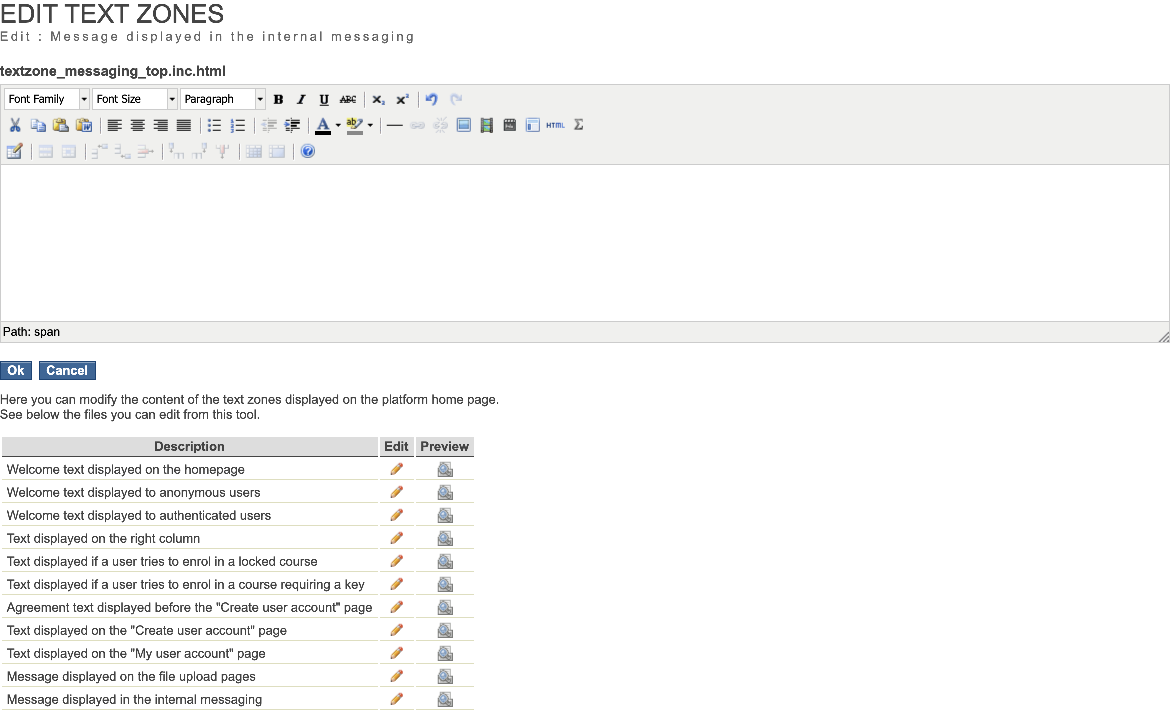 EDIT TEXT ZONES
Edit : Message displayed in the internal messaging
textzone_messaging_top.inc.html
Font Family Font Size Paragraph B I U ABC x₂ x²
A ab HTML Σ
Path: span
Ok Cancel
Here you can modify the content of the text zones displayed on the platform home page.
See below the files you can edit from this tool.
Description Edit Preview
Welcome text displayed on the homepage
Welcome text displayed to anonymous users
Welcome text displayed to authenticated users
Text displayed on the right column
Text displayed if a user tries to enrol in a locked course
Text displayed if a user tries to enrol in a course requiring a key
Agreement text displayed before the "Create user account" page
Text displayed on the "Create user account" page
Text displayed on the "My user account" page
Message displayed on the file upload pages
Message displayed in the internal messaging